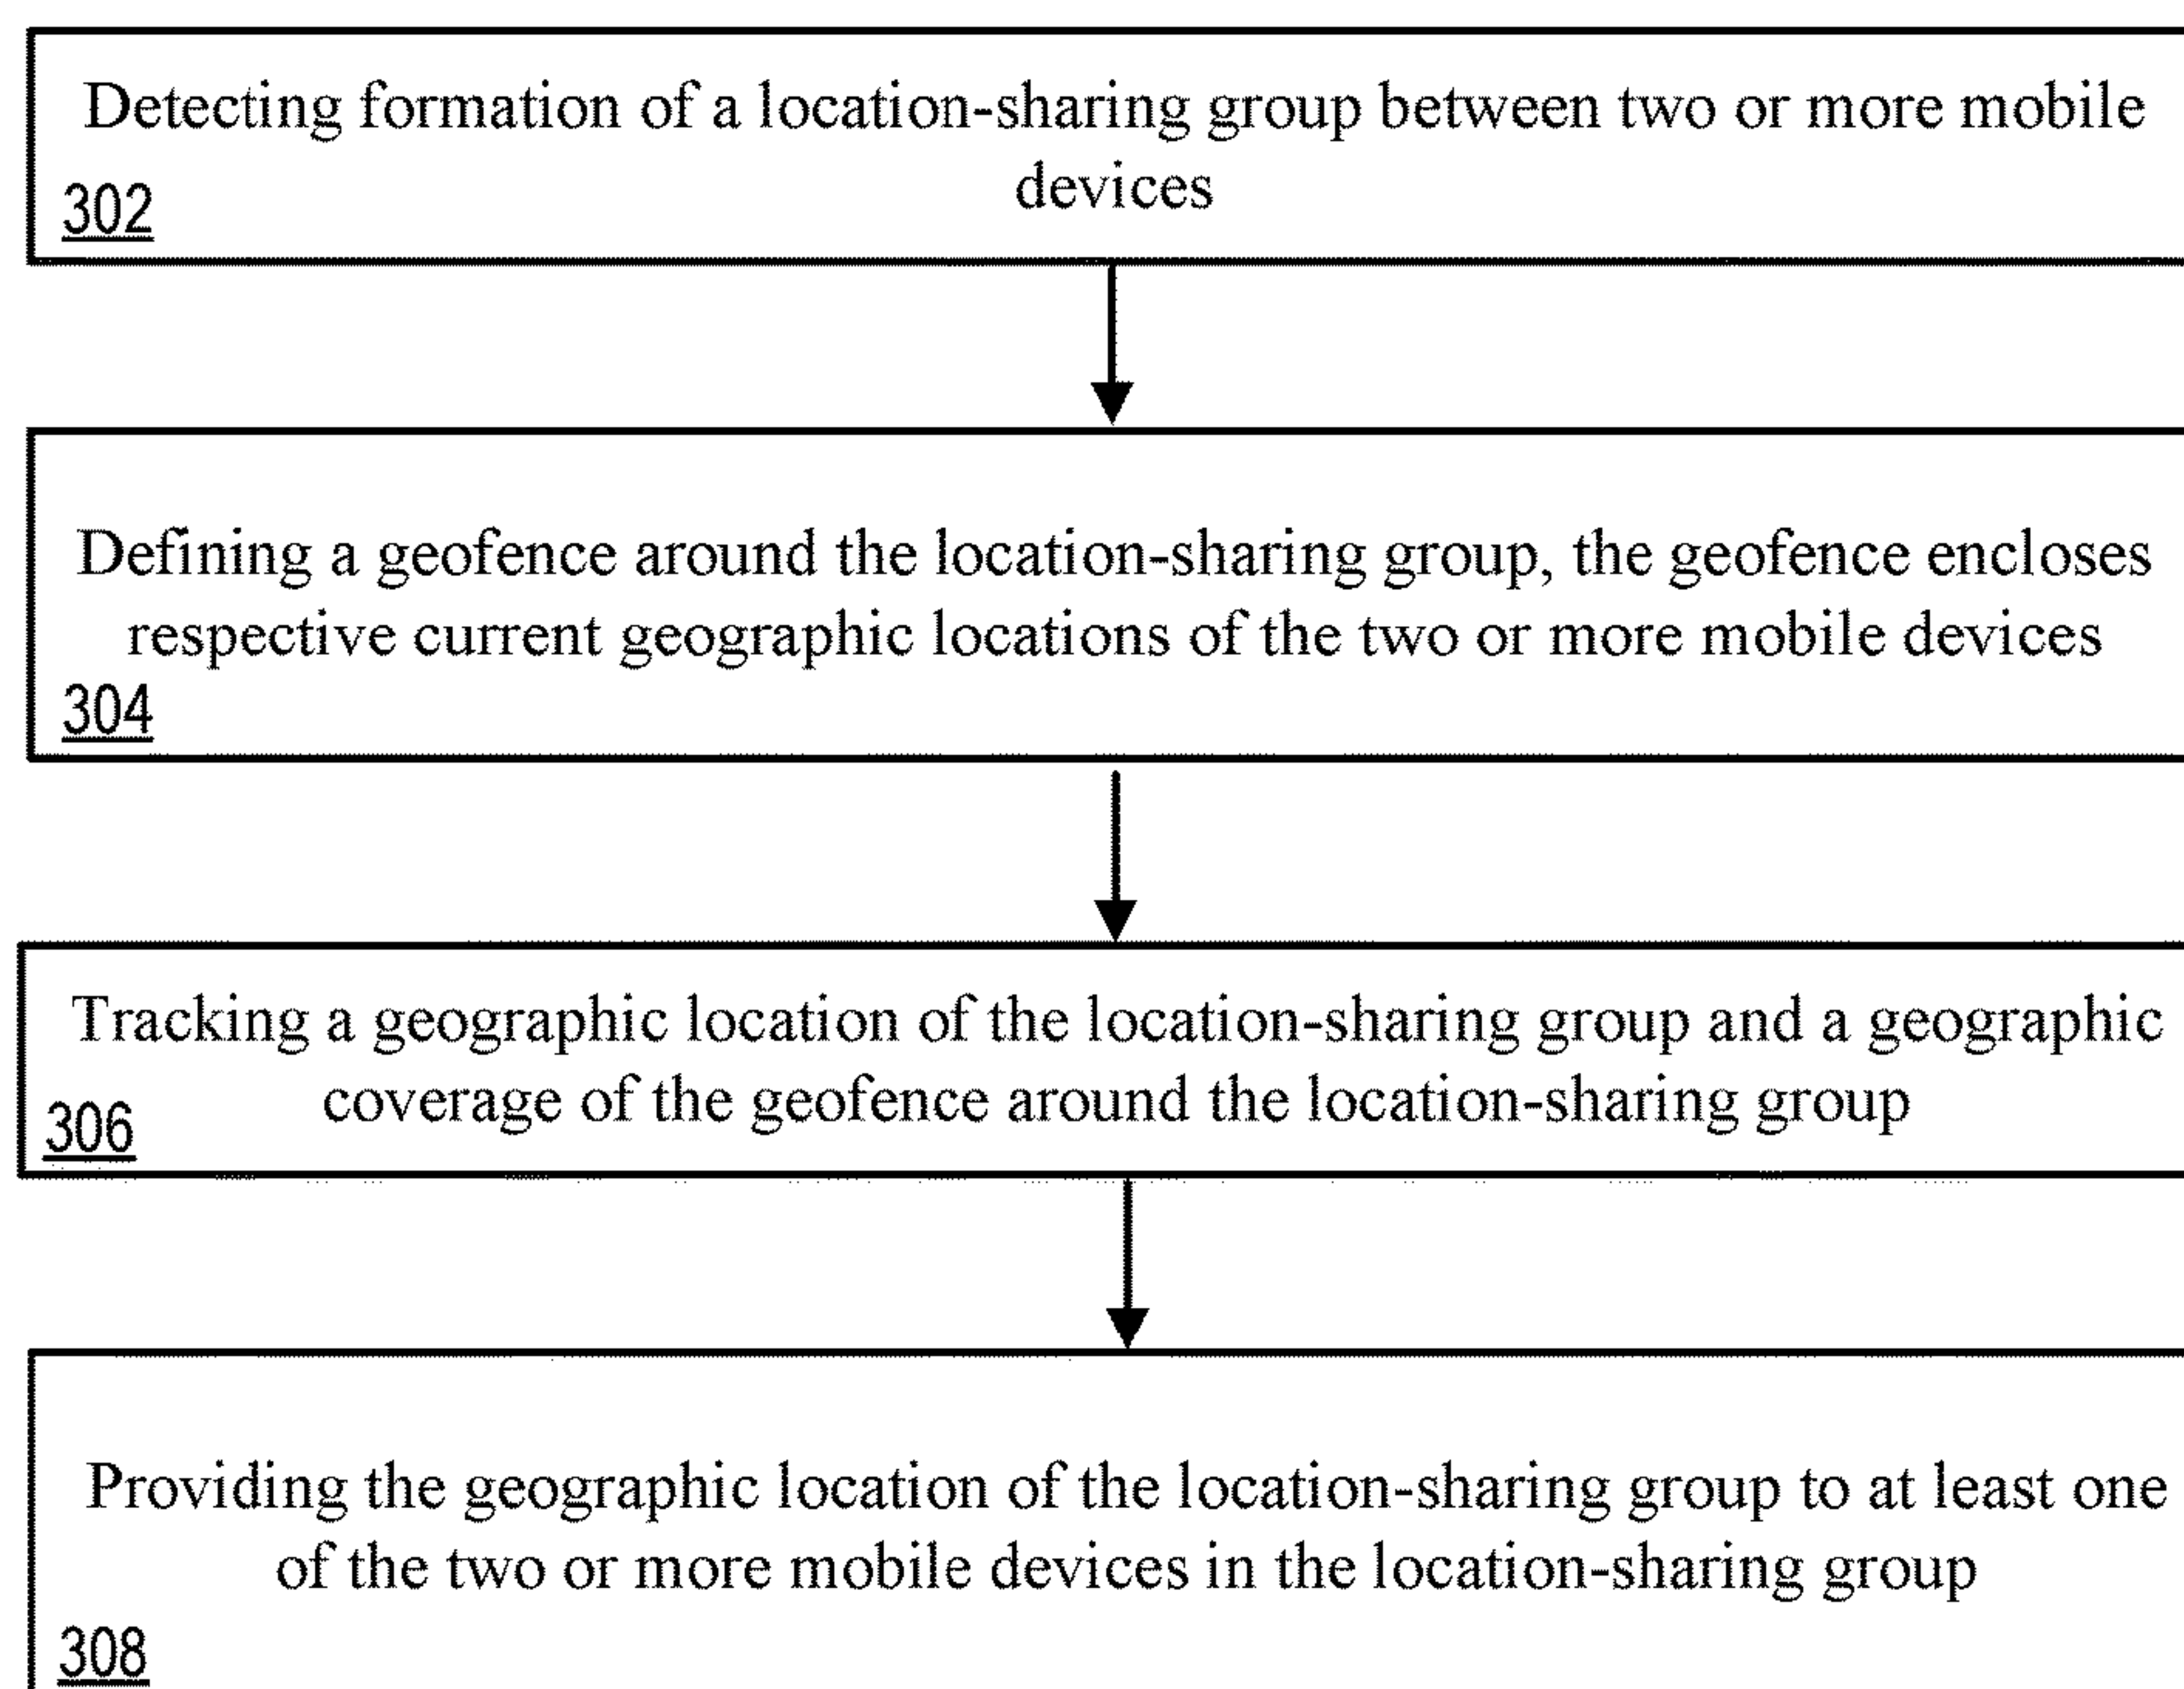 Detecting formation of a location-sharing group between two or more mobile
devices
302
Defining a geofence around the location-sharing group, the geofence encloses
respective current geographic locations of the two or more mobile devices
304
Tracking a geographic location of the location-sharing group and a geographic
coverage of the geofence around the location-sharing group
306
Providing the geographic location of the location-sharing group to at least one
of the two or more mobile devices in the location-sharing group
308